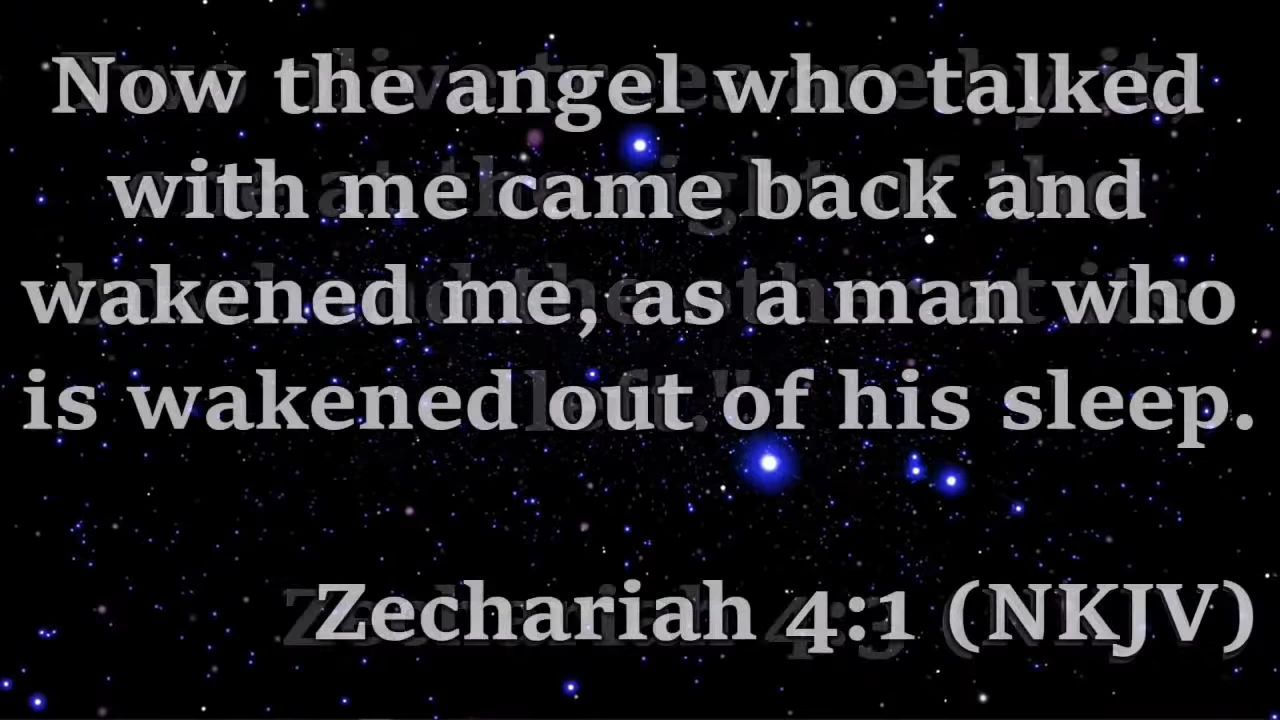 Now the angel who talked
with me came back and
wakened me, as a man who
is wakened out of his sleep.
Zechariah 4:1 (NKJV)